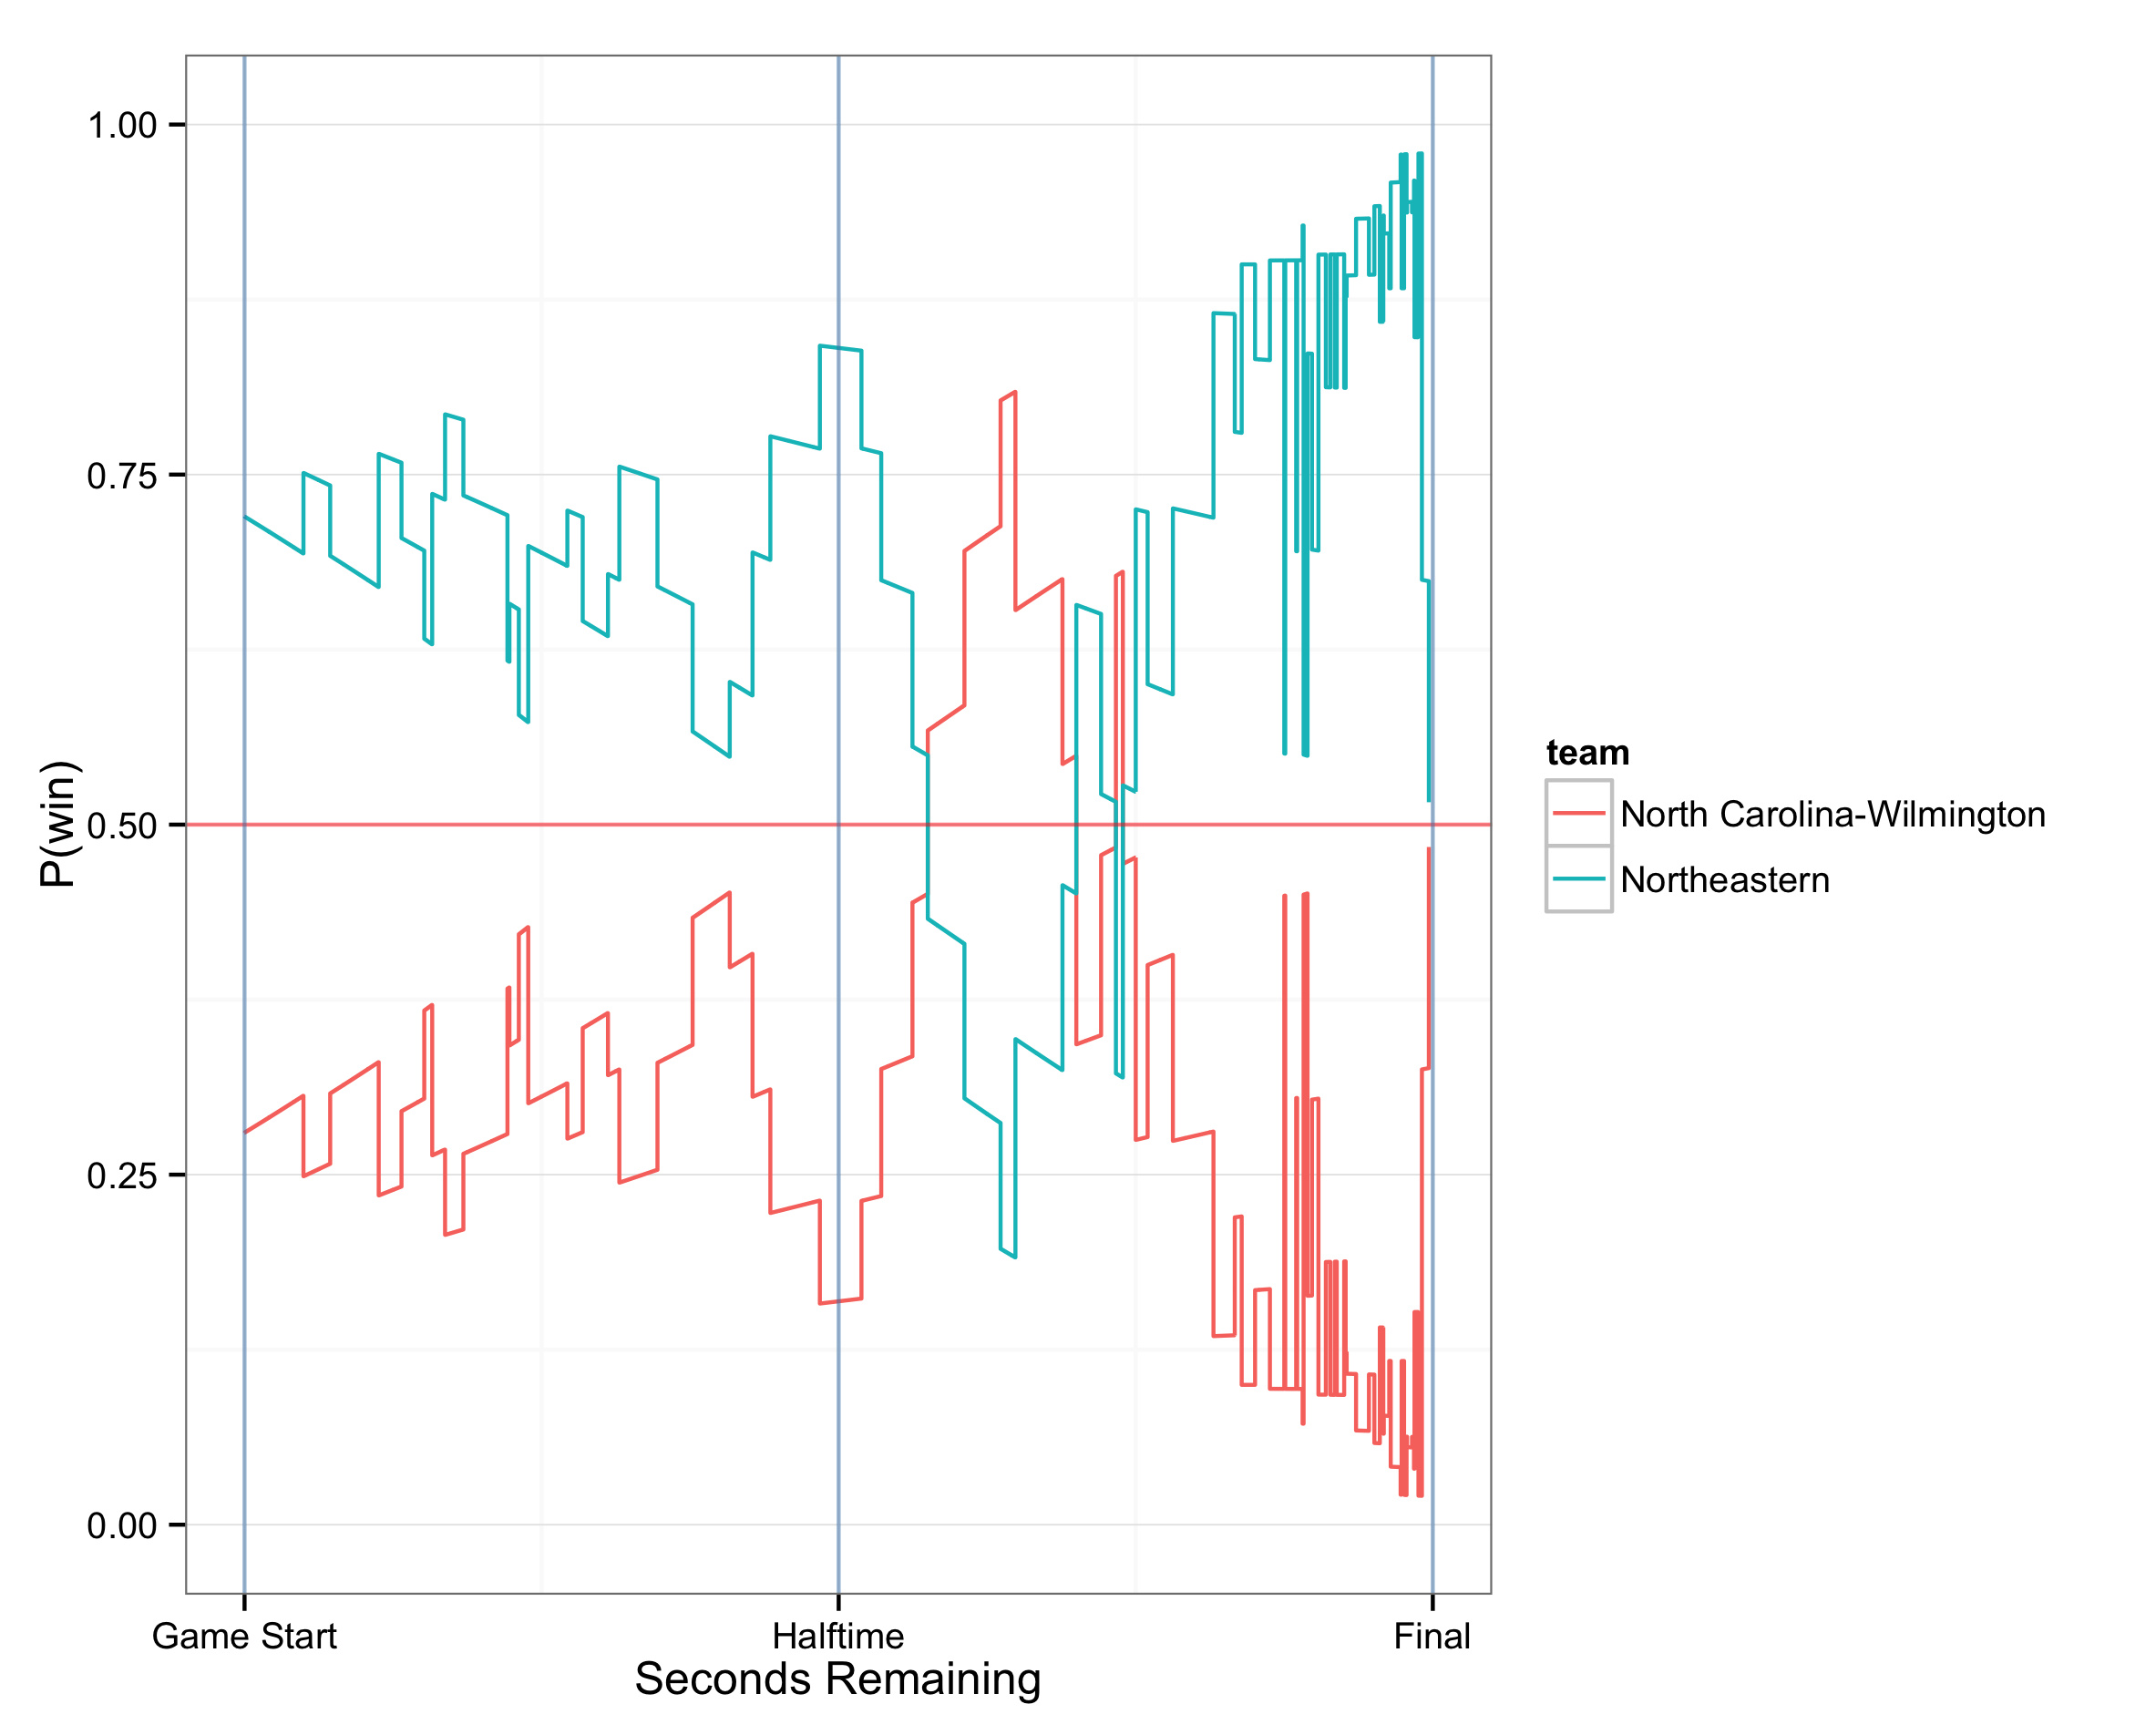 1.00
0.75
0.50
0.25
0.00
P(win)
Game Start
Halftime
Final
Seconds Remaining
team
North Carolina-Wilmington
Northeastern